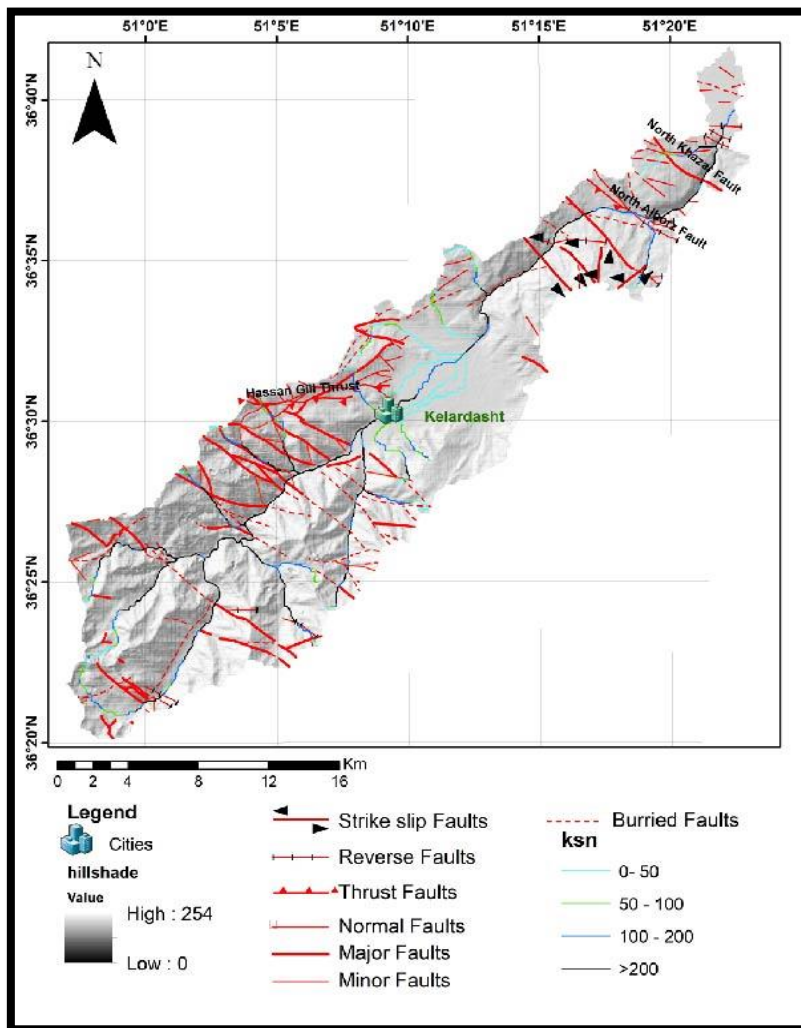 51°0'E 51°5'E 51°10'E 51°15'E 51°20'E
N
36°40'N
36°35'N
36°30'N
36°25'N
36°20'N
North Khazar Fault
North Alborz Fault
Hassan Gill Thrust
Kelardasht
0 2 4 8 12 16 Km
Legend
Cities
hillshade
Value
High : 254
Low : 0
Strike slip Faults
Reverse Faults
Thrust Faults
Normal Faults
Major Faults
Minor Faults
Burried Faults
ksn
0- 50
50 - 100
100 - 200
>200